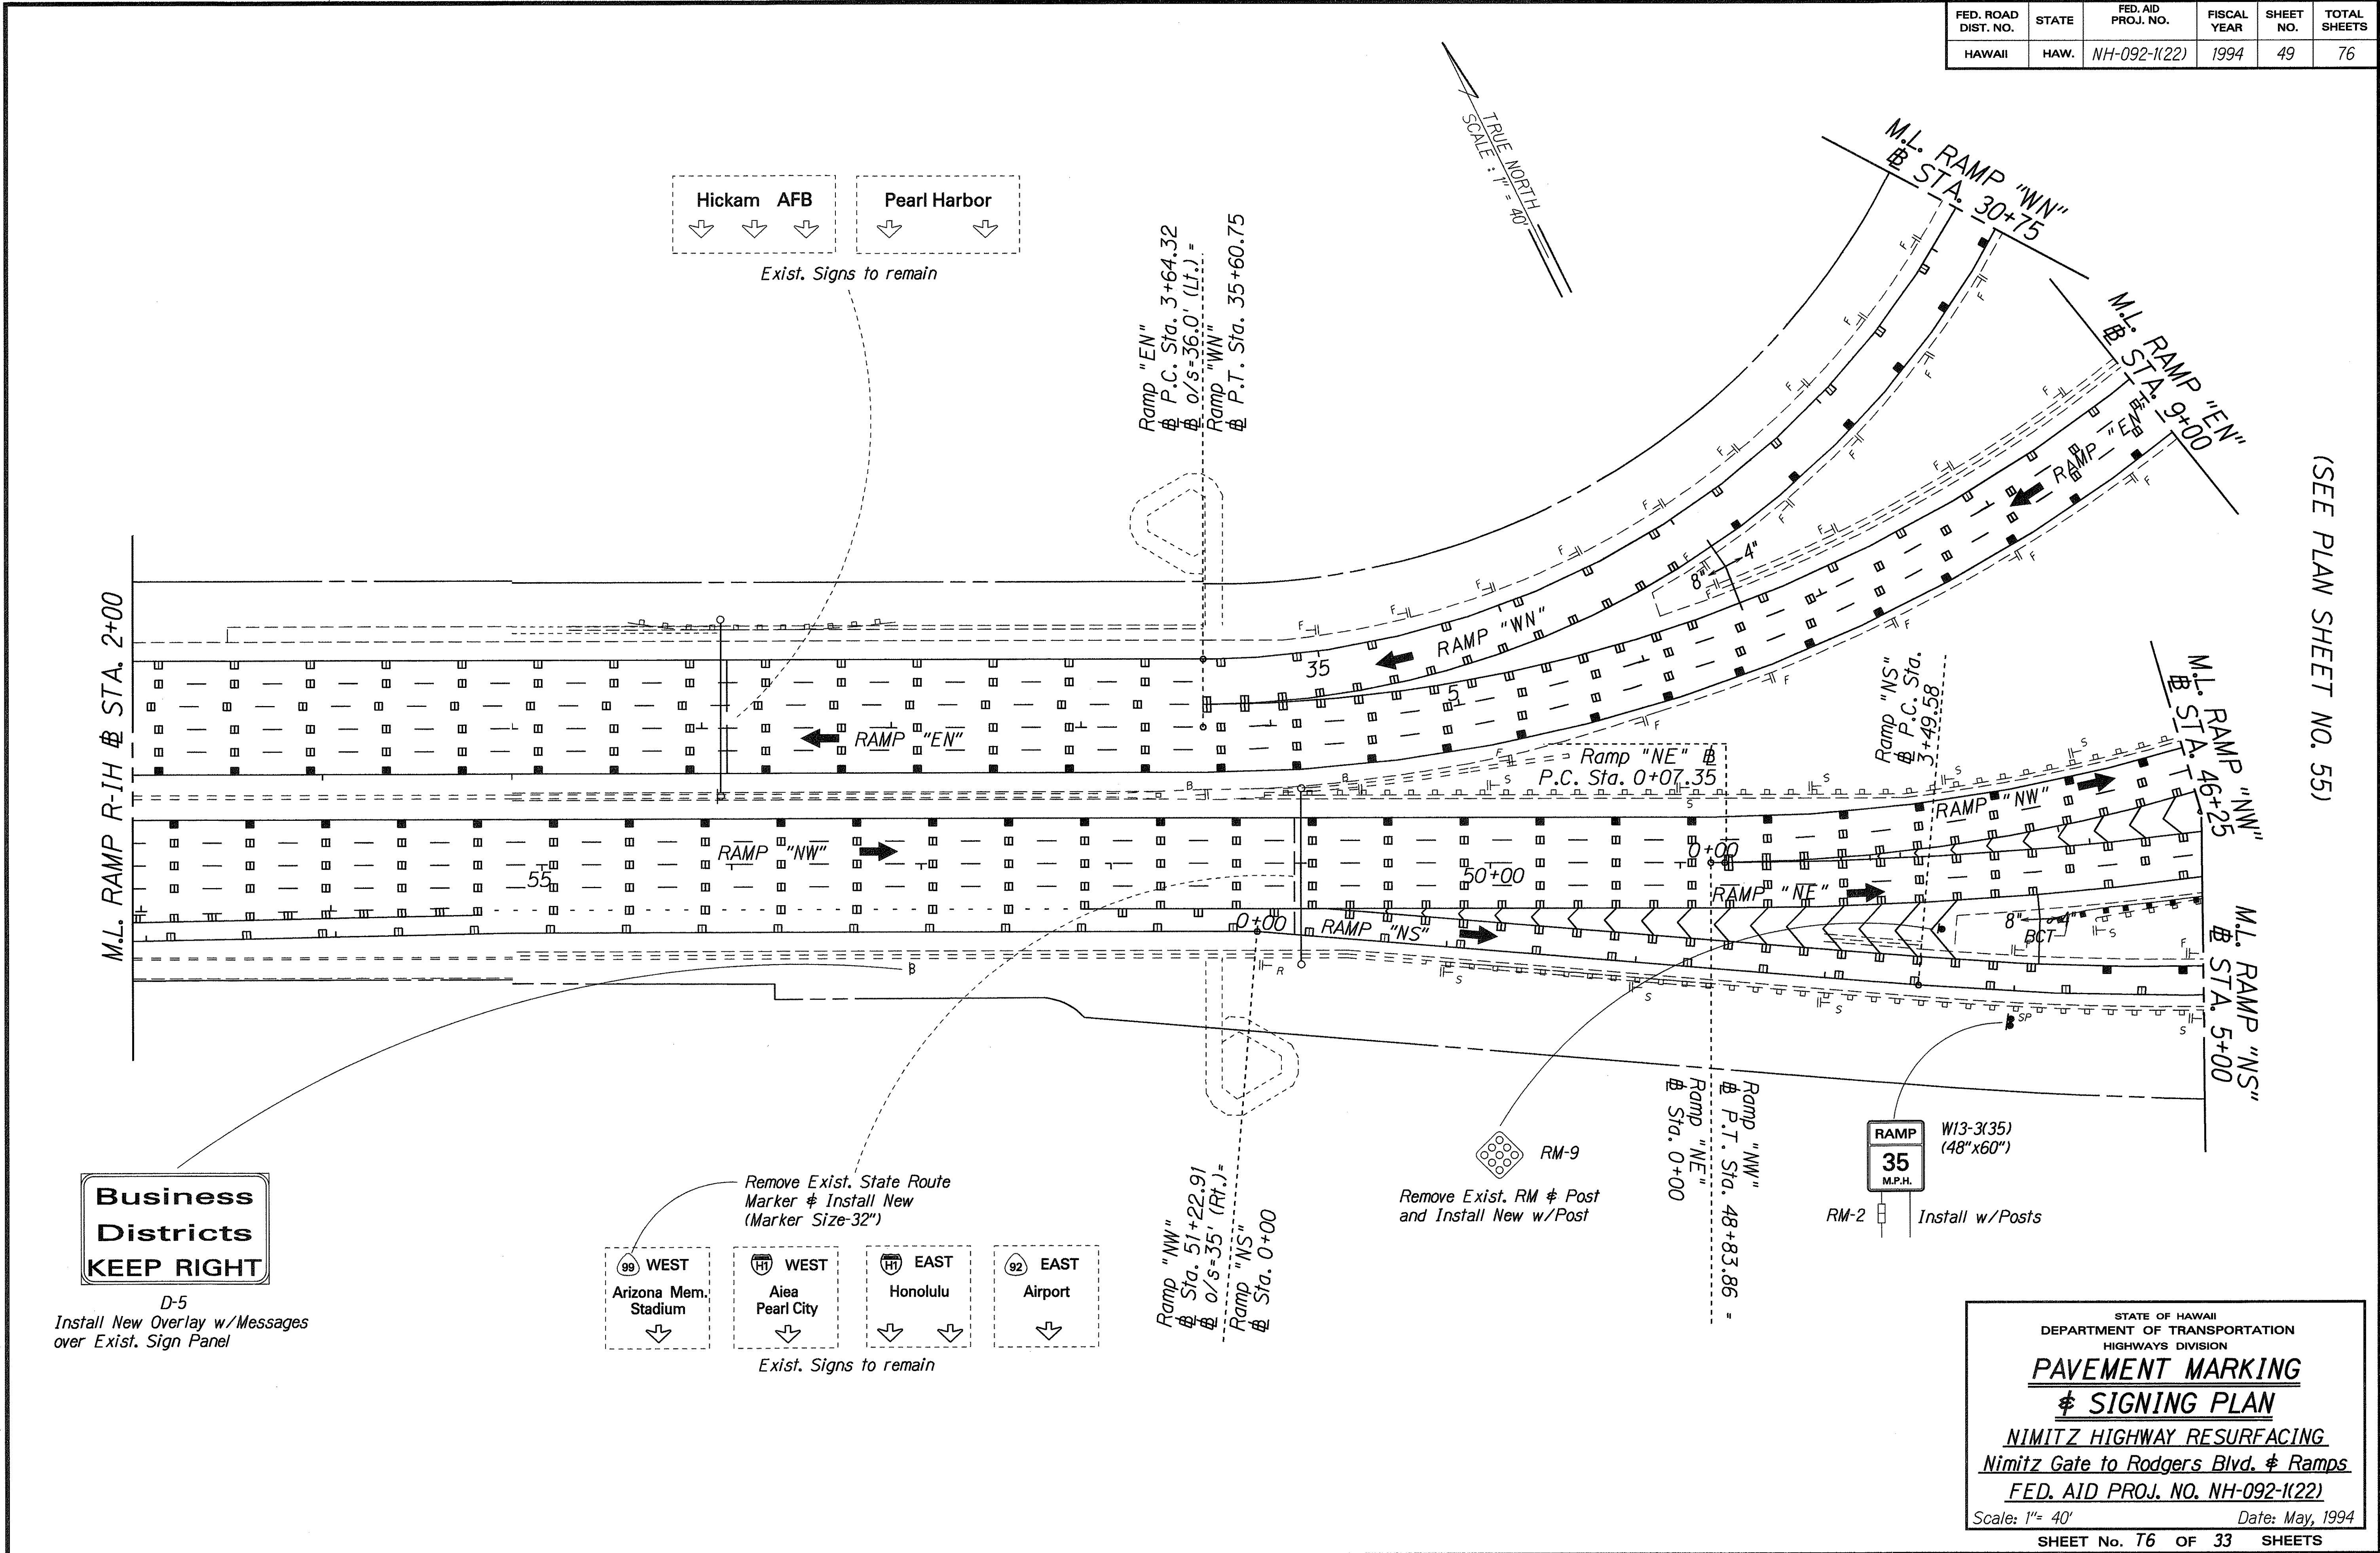 FED. ROAD DIST. NO.
STATE
FED. AID PROJ. NO.
FISCAL YEAR
SHEET NO.
TOTAL SHEETS
HAWAII
HAW.
NH-092-1(22)
1994
49
76
TRUE NORTH
SCALE : 1" = 40'
Hickam AFB
Pearl Harbor
Exist. Signs to remain
Ramp "EN"
B P.C. Sta. 3+64.32
B o/s=36.0' (Lt.) =
Ramp "WN"
B P.T. Sta. 35+60.75
M.L. RAMP "WN"
B STA. 30+75
M.L. RAMP "EN"
B STA. 9+00
RAMP "EN"
(SEE PLAN SHEET NO. 55)
M.L. RAMP R-IH B STA. 2+00
8" 4"
RAMP "WN"
35
5
RAMP "EN"
Ramp "NE" B
P.C. Sta. 0+07.35
Ramp "NS"
B P.C. Sta.
3+49.58
M.L. RAMP "NW"
B STA. 46+25
RAMP "NW"
RAMP "NW"
55
50+00
0+00
RAMP "NE"
0+00
RAMP "NS"
8" 4"
BCT
M.L. RAMP "NS"
B STA. 5+00
R
SP
Business
Districts
KEEP RIGHT
D-5
Install New Overlay w/Messages
over Exist. Sign Panel
Remove Exist. State Route
Marker & Install New
(Marker Size-32")
99 WEST
Arizona Mem.
Stadium
H1 WEST
Aiea
Pearl City
H1 EAST
Honolulu
92 EAST
Airport
Exist. Signs to remain
Ramp "NW"
B Sta. 51+22.91
B o/s=35' (Rt.)=
Ramp "NS"
B Sta. 0+00
RM-9
Remove Exist. RM & Post
and Install New w/Post
Ramp "NW"
B P.T. Sta. 48+83.86 =
Ramp "NE"
B Sta. 0+00
RAMP
35
M.P.H.
W13-3(35)
(48"x60")
RM-2
Install w/Posts
STATE OF HAWAII
DEPARTMENT OF TRANSPORTATION
HIGHWAYS DIVISION
PAVEMENT MARKING
& SIGNING PLAN
NIMITZ HIGHWAY RESURFACING
Nimitz Gate to Rodgers Blvd. & Ramps
FED. AID PROJ. NO. NH-092-1(22)
Scale: 1"= 40'
Date: May, 1994
SHEET No. T6 OF 33 SHEETS